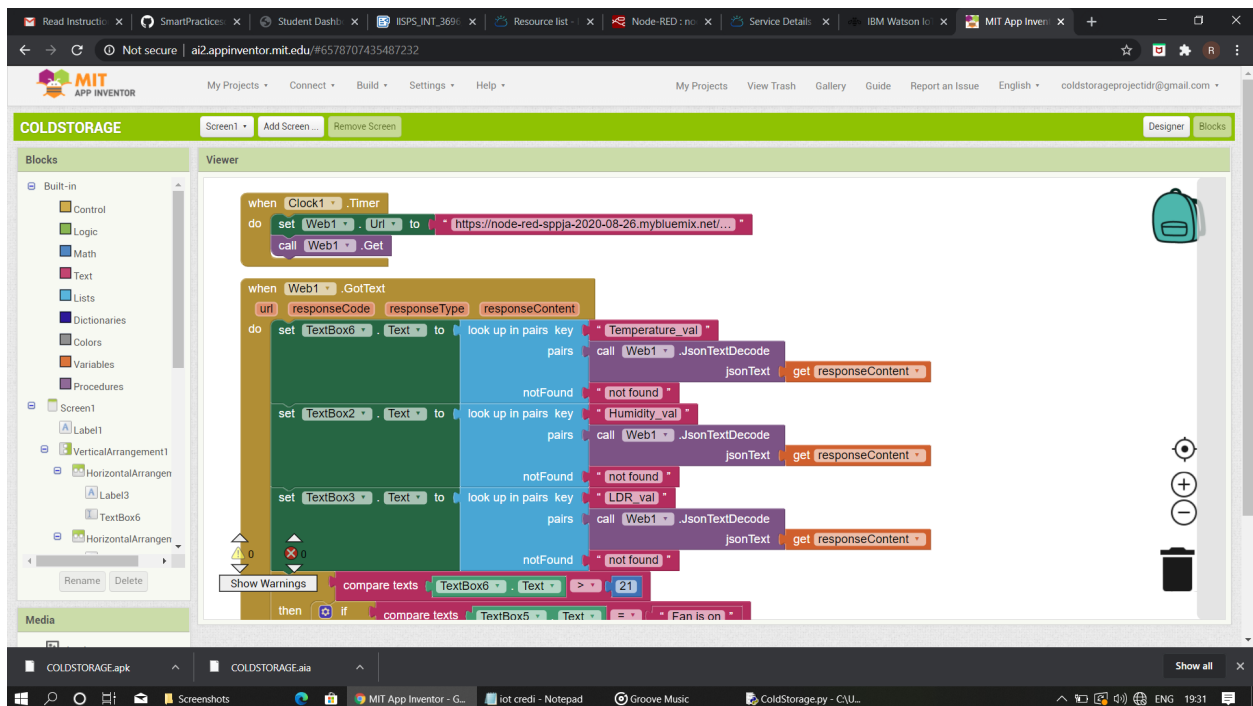 Read Instructio
SmartPractices
Student Dashb
IISPS_INT_3696
Resource list -
Node-RED : no
Service Details
IBM Watson Io
MIT App Inven
Not secure | ai2.appinventor.mit.edu/#6578707435487232
R
MIT
APP INVENTOR
My Projects Connect Build Settings Help My Projects View Trash Gallery Guide Report an Issue English coldstorageprojectidr@gmail.com
COLDSTORAGE Screen1 Add Screen ... Remove Screen Designer Blocks
Blocks
Viewer
Built-in
Control
Logic
Math
Text
Lists
Dictionaries
Colors
Variables
Procedures
Screen1
Label1
VerticalArrangement1
HorizontalArrangen
Label3
TextBox6
HorizontalArrangen
Rename Delete
Media
when Clock1 .Timer
do set Web1 . Url to " https://node-red-sppja-2020-08-26.mybluemix.net/... "
call Web1 .Get
when Web1 .GotText
url responseCode responseType responseContent
do set TextBox6 . Text to look up in pairs key " Temperature_val "
pairs call Web1 .JsonTextDecode
jsonText get responseContent
notFound " not found "
set TextBox2 . Text to look up in pairs key " Humidity_val "
pairs call Web1 .JsonTextDecode
jsonText get responseContent
notFound " not found "
set TextBox3 . Text to look up in pairs key " LDR_val "
pairs call Web1 .JsonTextDecode
jsonText get responseContent
notFound " not found "
0 0
Show Warnings
compare texts TextBox6 . Text > 21
then if compare texts TextBox5 . Text = " Fan is on "
COLDSTORAGE.apk COLDSTORAGE.aia Show all
Screenshots MIT App Inventor - G... iot credi - Notepad Groove Music ColdStorage.py - C:\U... ENG 19:31